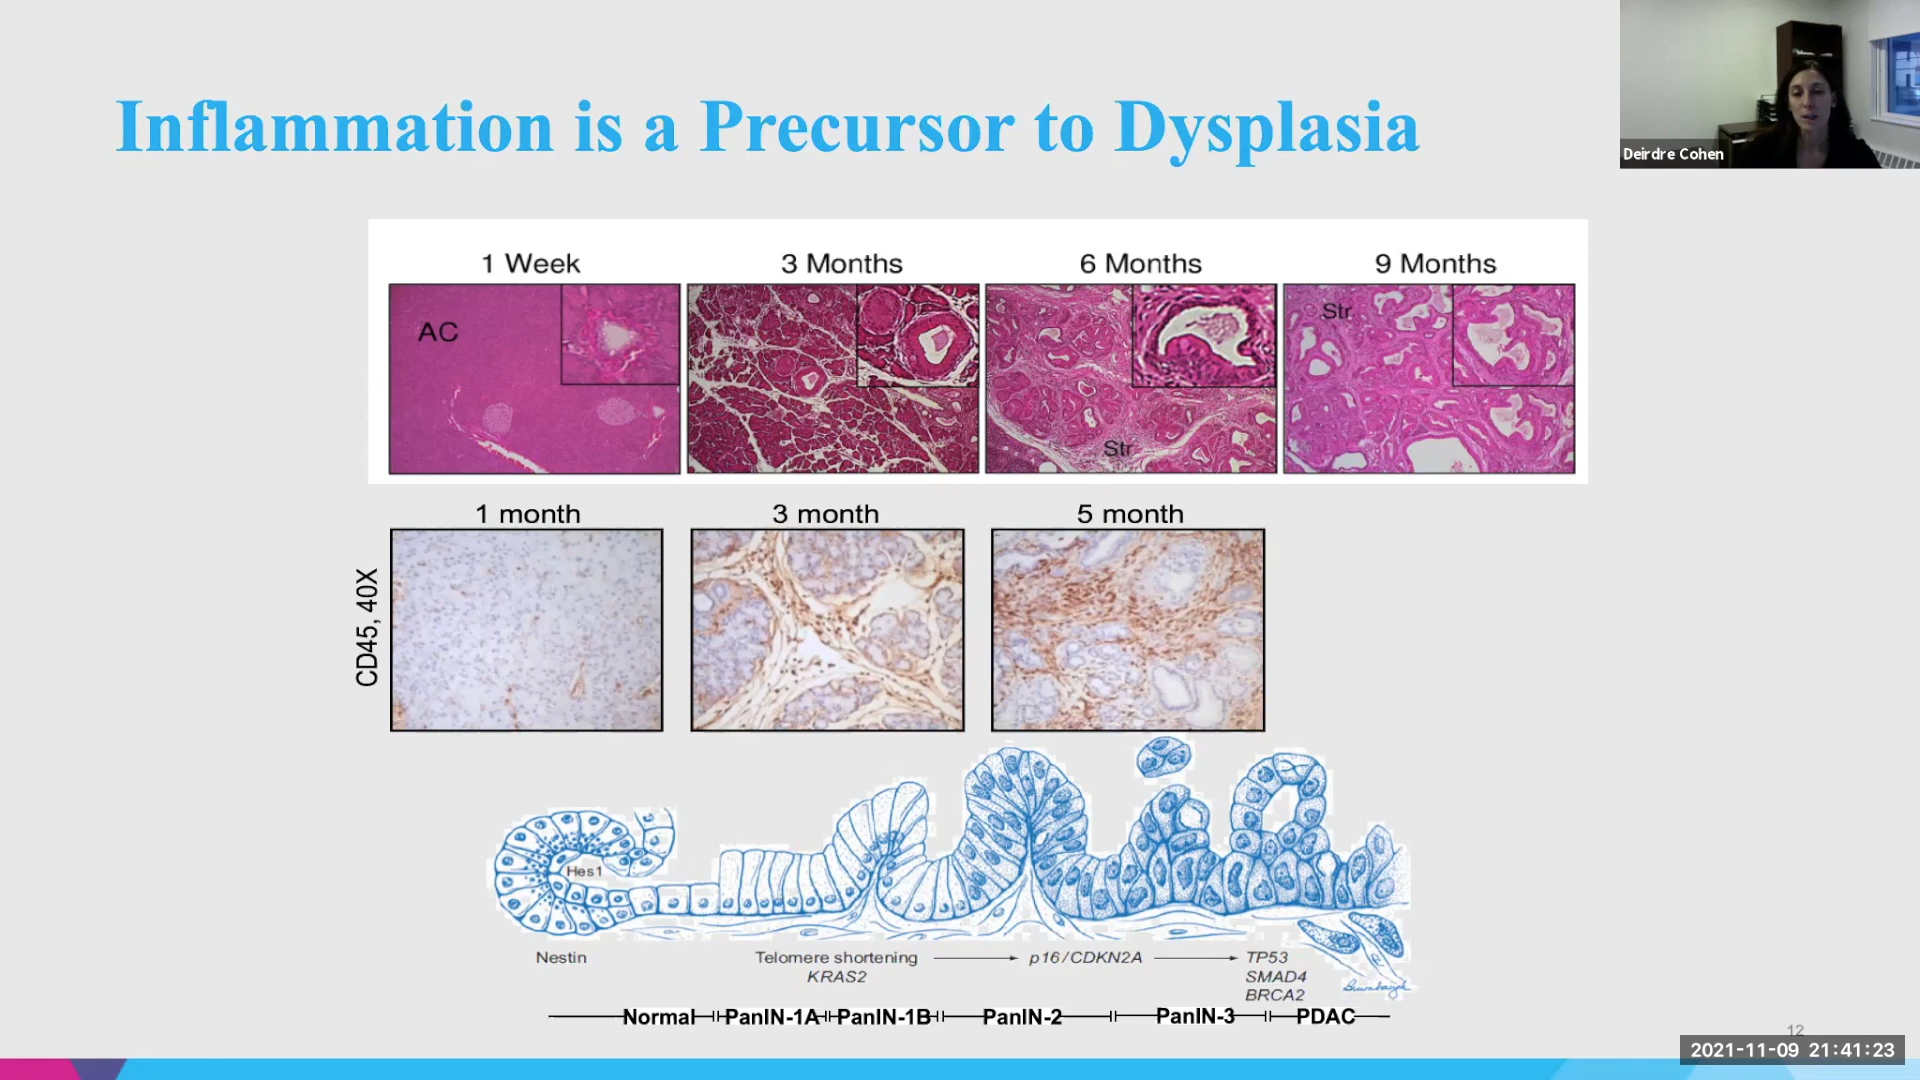 Inflammation is a Precursor to Dysplasia
Deirdre Cohen
1 Week 3 Months 6 Months 9 Months
AC
Str
Str
1 month 3 month 5 month
CD45, 40X
Hes1
Nestin Telomere shortening p16/CDKN2A TP53
KRAS2 SMAD4
BRCA2
Normal PanIN-1A PanIN-1B PanIN-2 PanIN-3 PDAC
12
2021-11-09 21:41:23